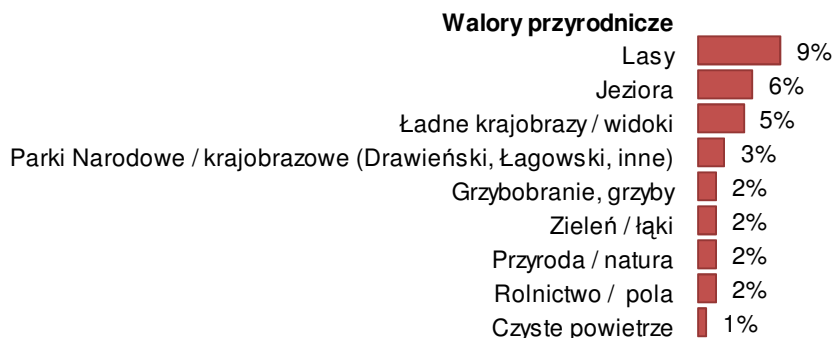 Walory przyrodnicze
Lasy 9%
Jeziora 6%
Ładne krajobrazy / widoki 5%
Parki Narodowe / krajobrazowe (Drawieński, Łagowski, inne) 3%
Grzybobranie, grzyby 2%
Zieleń / łąki 2%
Przyroda / natura 2%
Rolnictwo / pola 2%
Czyste powietrze 1%